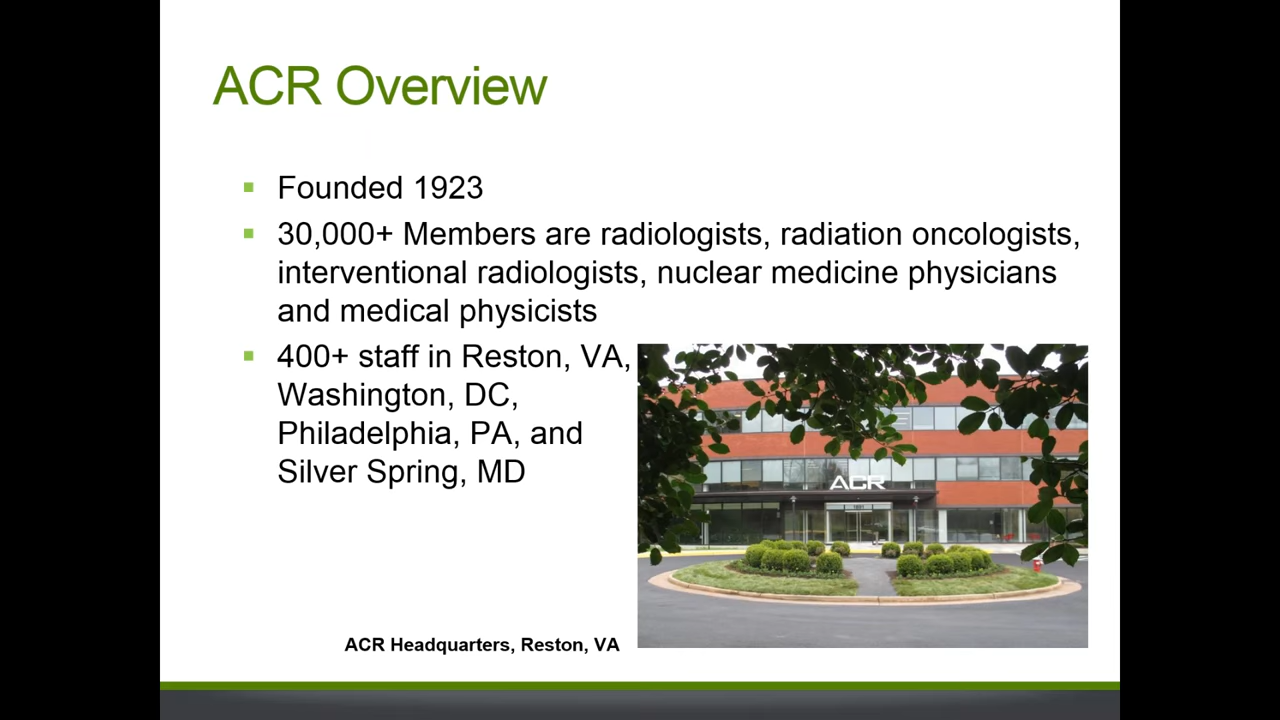 ACR Overview
Founded 1923
30,000+ Members are radiologists, radiation oncologists,
interventional radiologists, nuclear medicine physicians
and medical physicists
400+ staff in Reston, VA,
Washington, DC,
Philadelphia, PA, and
Silver Spring, MD
ACR
ACR Headquarters, Reston, VA